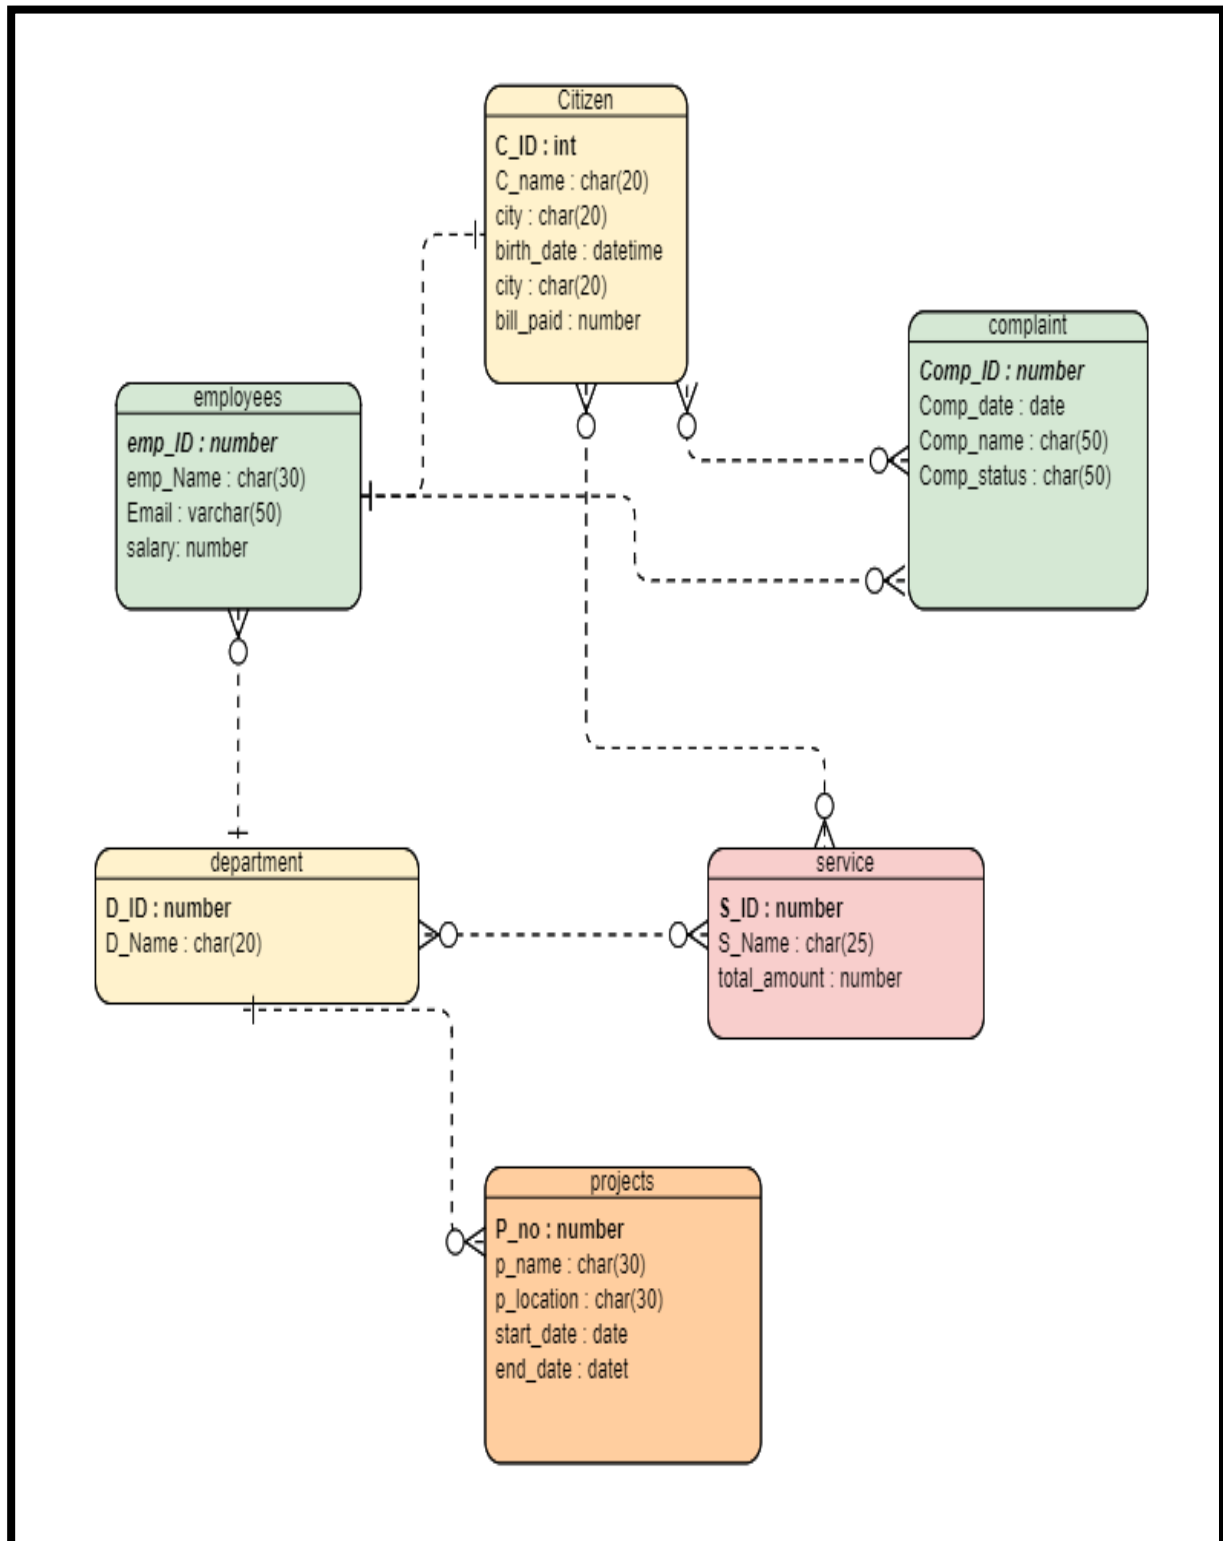 Citizen
C_ID : int
C_name : char(20)
city : char(20)
birth_date : datetime
city : char(20)
bill_paid : number
complaint
Comp_ID : number
Comp_date : date
Comp_name : char(50)
Comp_status : char(50)
employees
emp_ID : number
emp_Name : char(30)
Email : varchar(50)
salary: number
department
D_ID : number
D_Name : char(20)
service
S_ID : number
S_Name : char(25)
total_amount : number
projects
P_no : number
p_name : char(30)
p_location : char(30)
start_date : date
end_date : datet